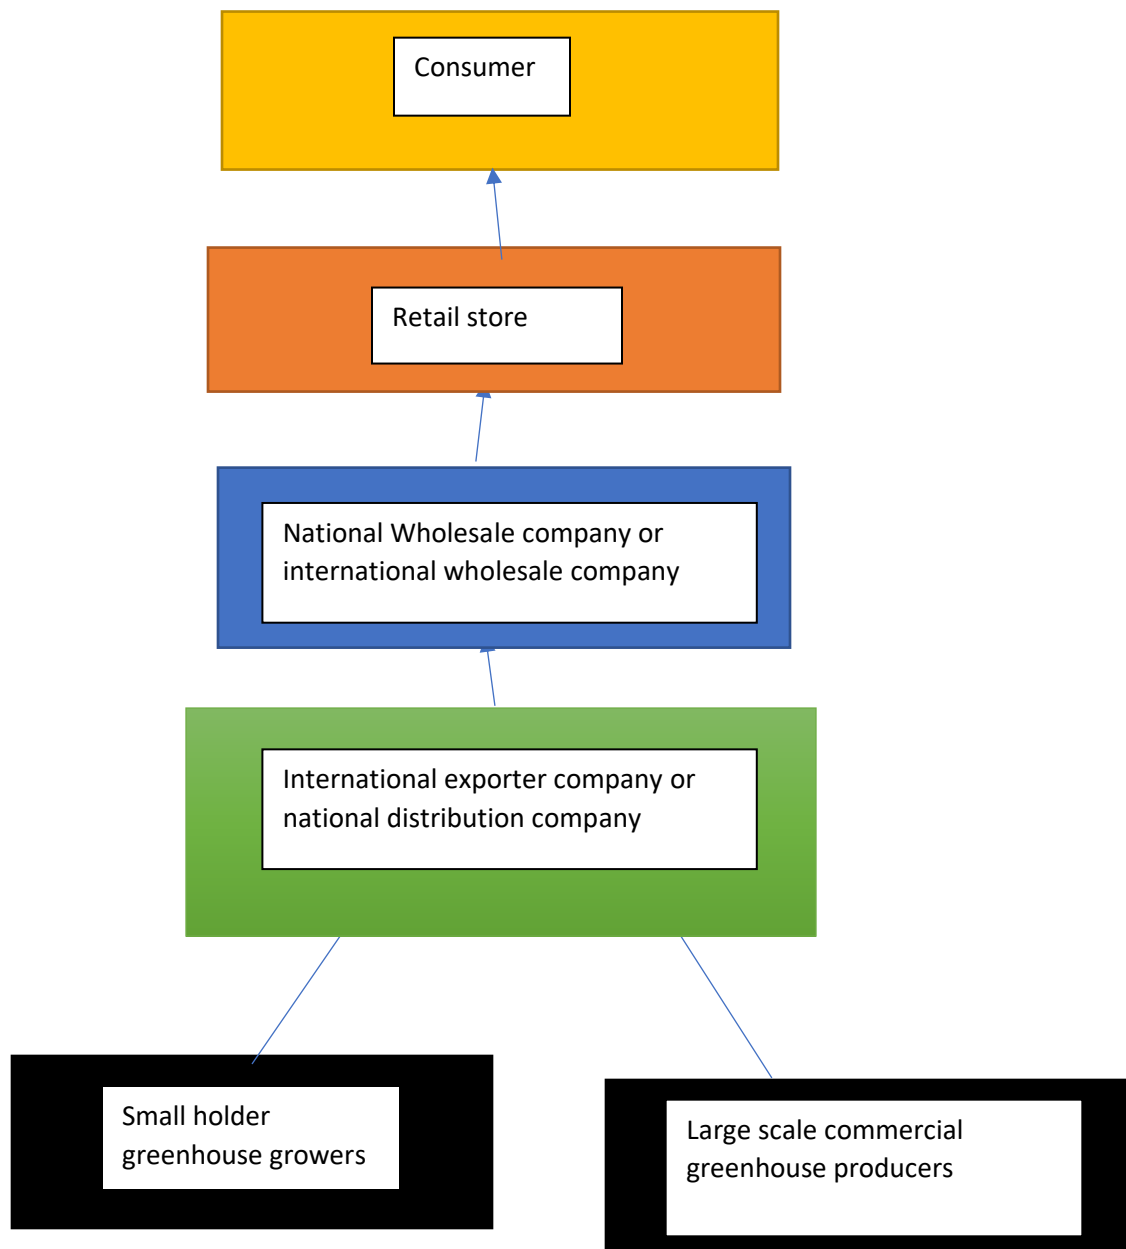 Consumer
Retail store
National Wholesale company or
international wholesale company
International exporter company or
national distribution company
Small holder
greenhouse growers
Large scale commercial
greenhouse producers